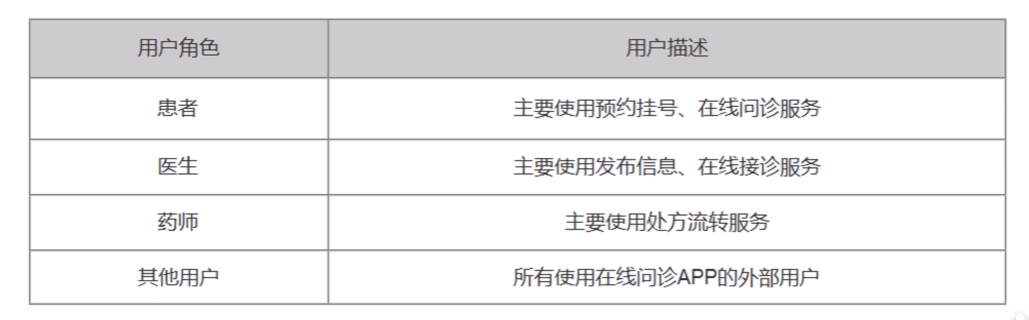 用户角色 用户描述
患者 主要使用预约挂号、在线问诊服务
医生 主要使用发布信息、在线接诊服务
药师 主要使用处方流转服务
其他用户 所有使用在线问诊APP的外部用户